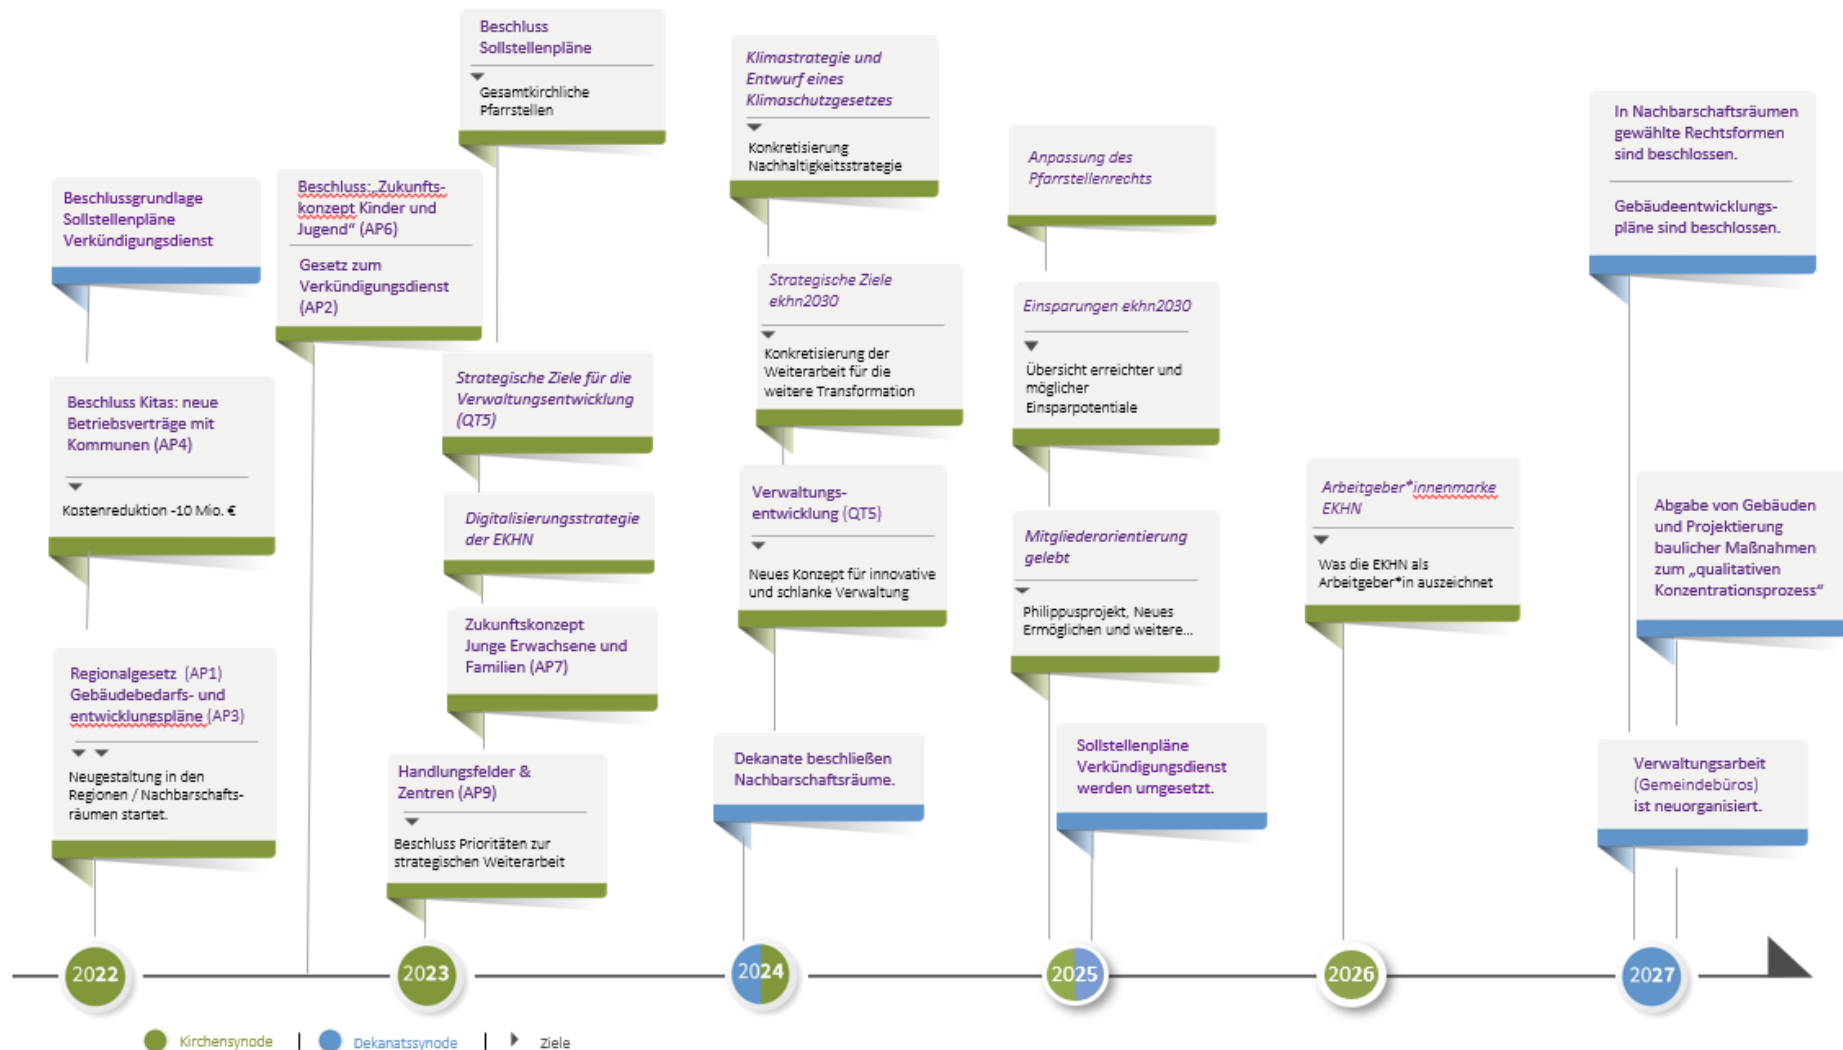 Beschlussgrundlage
Sollstellenpläne
Verkündigungsdienst
Beschluss Kitas: neue
Betriebsverträge mit
Kommunen (AP4)
Kostenreduktion -10 Mio. €
Regionalgesetz (AP1)
Gebäudebedarfs- und
entwicklungspläne (AP3)
Neugestaltung in den
Regionen / Nachbarschafts-
räumen startet.
Beschluss:„Zukunfts-
konzept Kinder und
Jugend“ (AP6)
Gesetz zum
Verkündigungsdienst
(AP2)
Beschluss
Sollstellenpläne
Gesamtkirchliche
Pfarrstellen
Strategische Ziele für die
Verwaltungsentwicklung
(QT5)
Digitalisierungsstrategie
der EKHN
Zukunftskonzept
Junge Erwachsene und
Familien (AP7)
Handlungsfelder &
Zentren (AP9)
Beschluss Prioritäten zur
strategischen Weiterarbeit
Klimastrategie und
Entwurf eines
Klimaschutzgesetzes
Konkretisierung
Nachhaltigkeitsstrategie
Strategische Ziele
ekhn2030
Konkretisierung der
Weiterarbeit für die
weitere Transformation
Verwaltungs-
entwicklung (QT5)
Neues Konzept für innovative
und schlanke Verwaltung
Dekanate beschließen
Nachbarschaftsräume.
Anpassung des
Pfarrstellenrechts
Einsparungen ekhn2030
Übersicht erreichter und
möglicher
Einsparpotentiale
Mitgliederorientierung
gelebt
Philippusprojekt, Neues
Ermöglichen und weitere...
Sollstellenpläne
Verkündigungsdienst
werden umgesetzt.
Arbeitgeber*innenmarke
EKHN
Was die EKHN als
Arbeitgeber*in auszeichnet
In Nachbarschaftsräumen
gewählte Rechtsformen
sind beschlossen.
Gebäudeentwicklungs-
pläne sind beschlossen.
Abgabe von Gebäuden
und Projektierung
baulicher Maßnahmen
zum „qualitativen
Konzentrationsprozess“
Verwaltungsarbeit
(Gemeindebüros)
ist neuorganisiert.
2022
2023
2024
2025
2026
2027
Kirchensynode
Dekanatssynode
Ziele